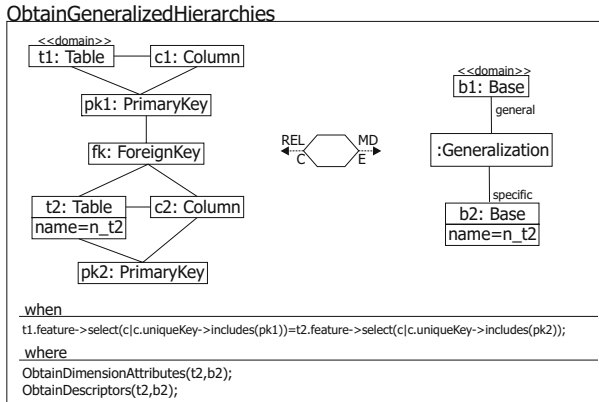 ObtainGeneralizedHierarchies
<<domain>>
t1: Table
c1: Column
pk1: PrimaryKey
fk: ForeignKey
t2: Table
name=n_t2
c2: Column
pk2: PrimaryKey
REL
MD
C
E
<<domain>>
b1: Base
general
:Generalization
specific
b2: Base
name=n_t2
when
t1.feature->select(c|c.uniqueKey->includes(pk1))=t2.feature->select(c|c.uniqueKey->includes(pk2));
where
ObtainDimensionAttributes(t2,b2);
ObtainDescriptors(t2,b2);